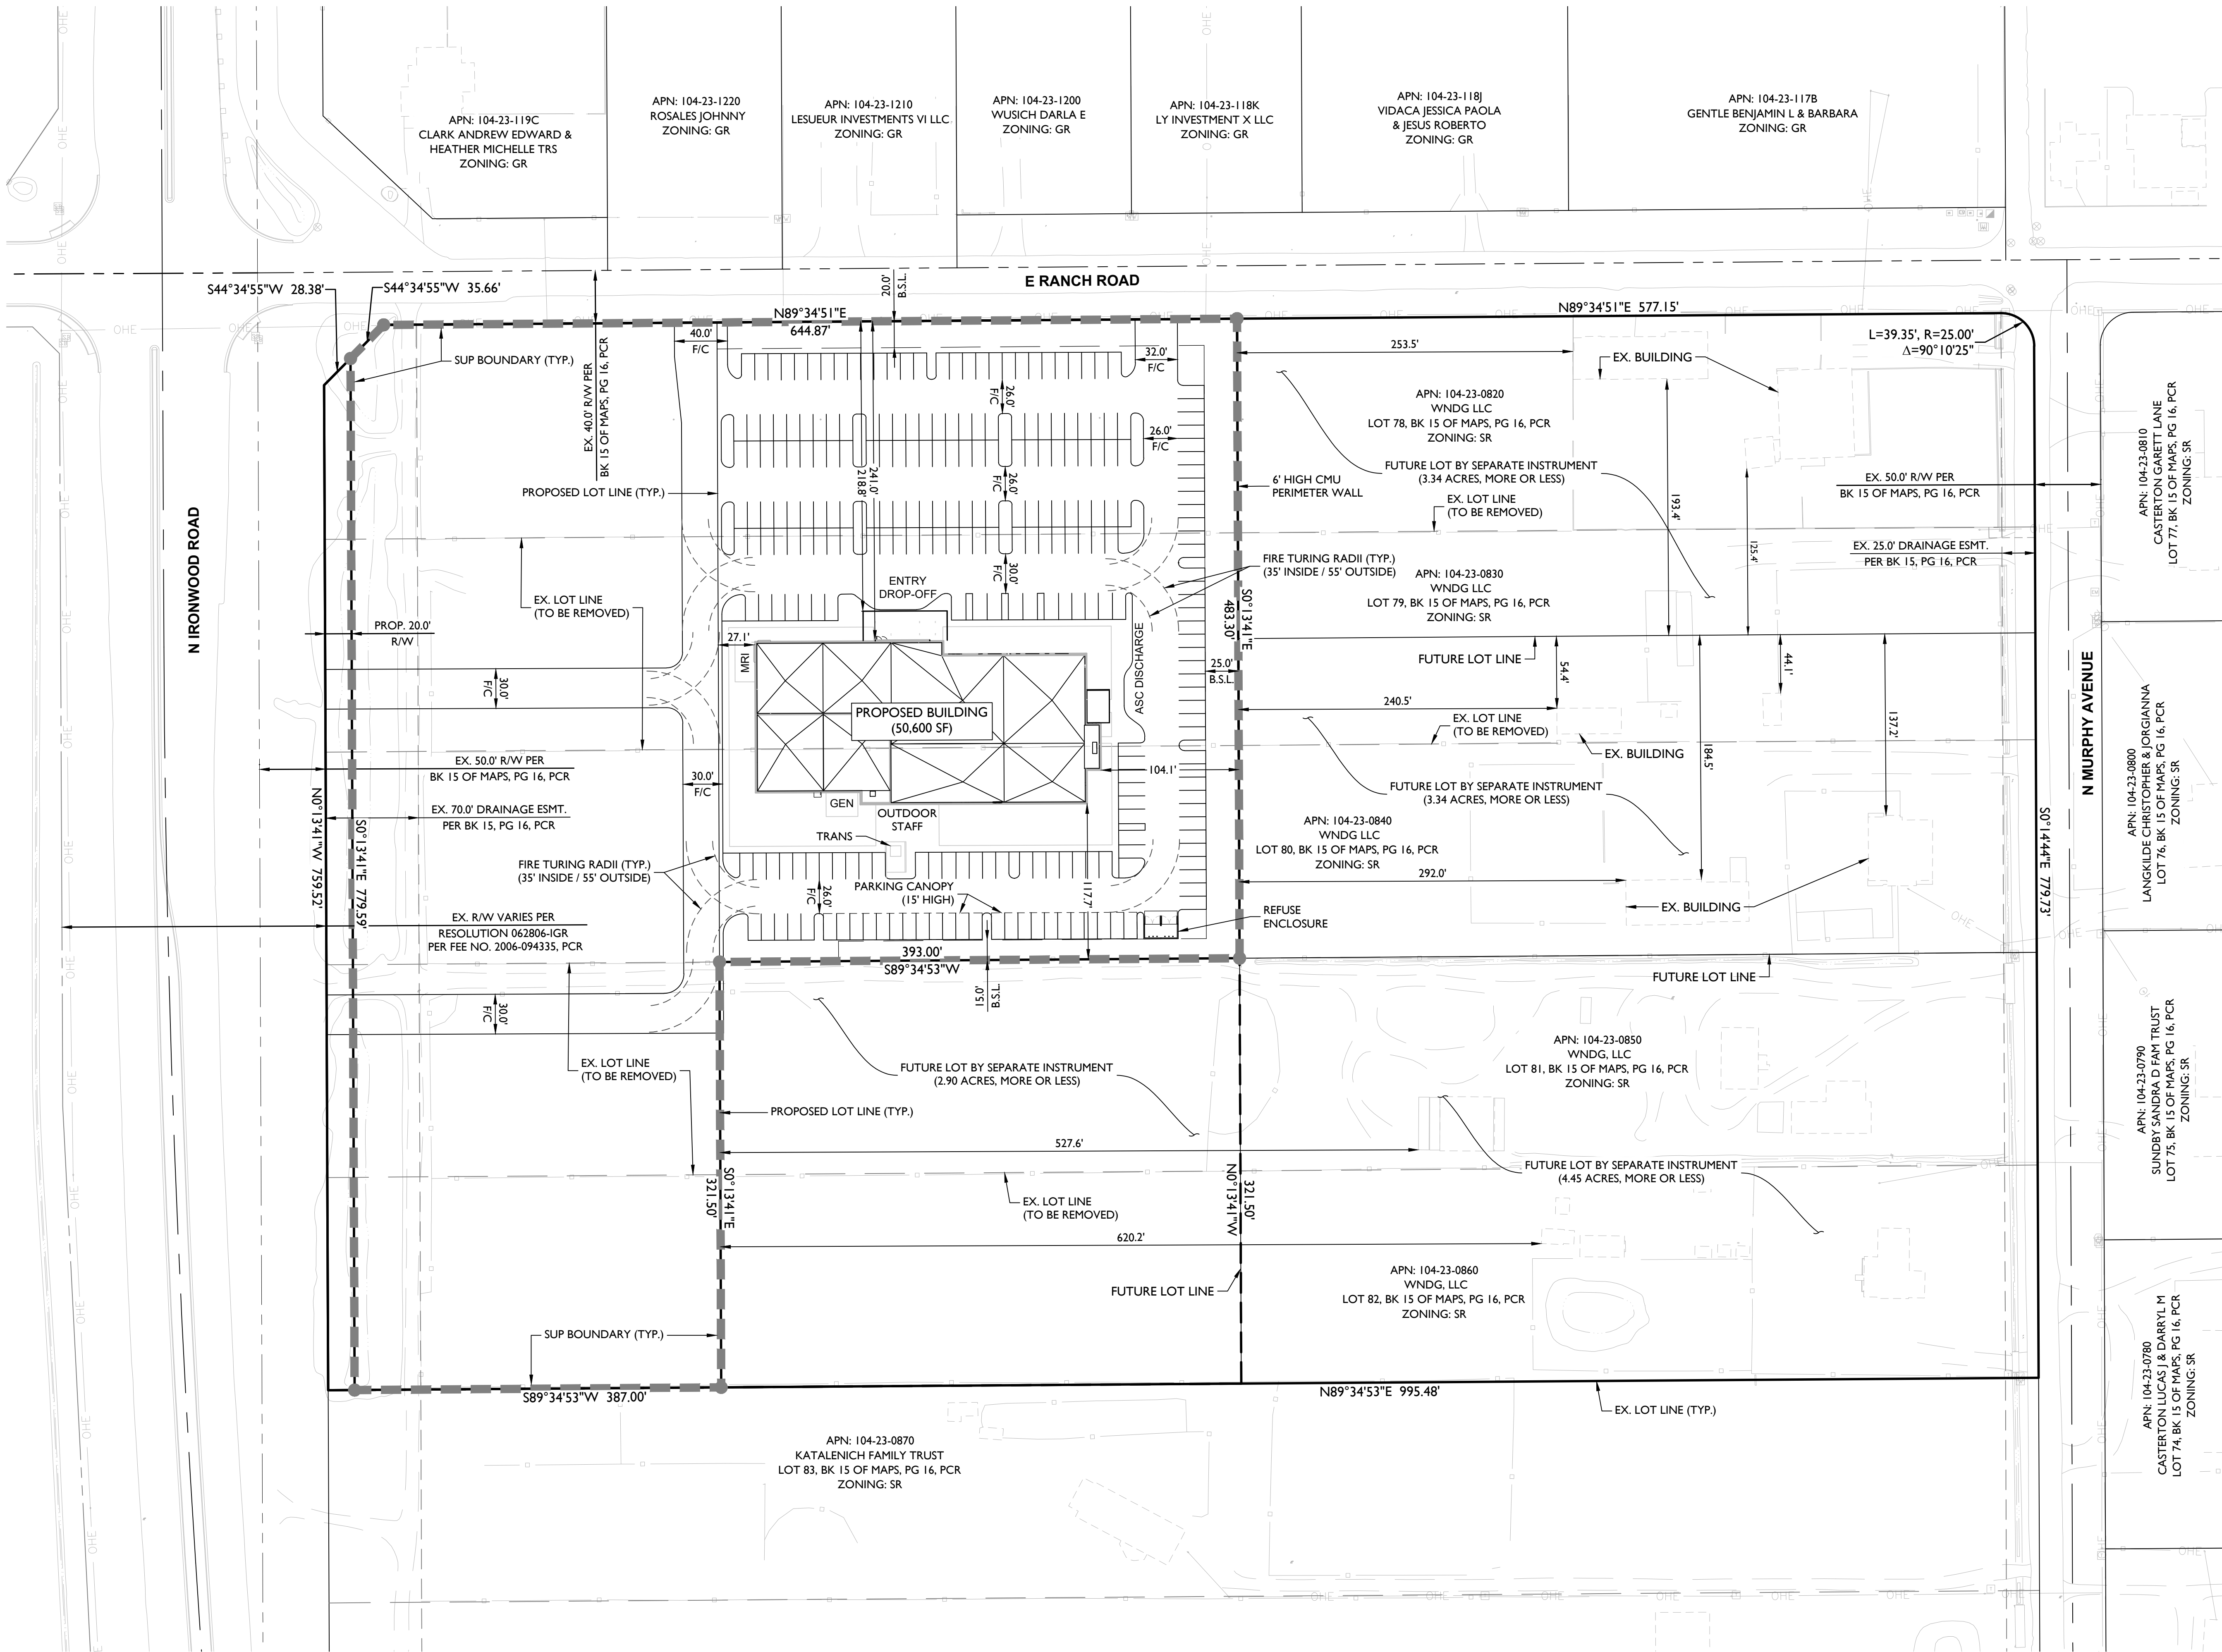 APN: 104-23-119C
CLARK ANDREW EDWARD &
HEATHER MICHELLE TRS
ZONING: GR
APN: 104-23-1220
ROSALES JOHNNY
ZONING: GR
APN: 104-23-1210
LESUEUR INVESTMENTS VI LLC
ZONING: GR
APN: 104-23-1200
WUSICH DARLA E
ZONING: GR
APN: 104-23-118K
LY INVESTMENT X LLC
ZONING: GR
APN: 104-23-118J
VIDACA JESSICA PAOLA
& JESUS ROBERTO
ZONING: GR
APN: 104-23-117B
GENTLE BENJAMIN L & BARBARA
ZONING: GR
E RANCH ROAD
S44°34'55"W 28.38'
S44°34'55"W 35.66'
N89°34'51"E
644.87'
20.0'
B.S.L.
N89°34'51"E 577.15'
L=39.35', R=25.00'
Δ=90°10'25"
SUP BOUNDARY (TYP.)
EX. 40.0' R/W PER
BK 15 OF MAPS, PG 16, PCR
40.0'
F/C
32.0'
F/C
26.0'
F/C
26.0'
F/C
26.0'
F/C
30.0'
F/C
218.8'
241.0'
253.5'
EX. BUILDING
APN: 104-23-0820
WNDG LLC
LOT 78, BK 15 OF MAPS, PG 16, PCR
ZONING: SR
FUTURE LOT BY SEPARATE INSTRUMENT
(3.34 ACRES, MORE OR LESS)
6' HIGH CMU
PERIMETER WALL
EX. LOT LINE
(TO BE REMOVED)
193.4'
125.4'
EX. 50.0' R/W PER
BK 15 OF MAPS, PG 16, PCR
EX. 25.0' DRAINAGE ESMT.
PER BK 15, PG 16, PCR
APN: 104-23-0810
CASTERTON GARETT LANE
LOT 77, BK 15 OF MAPS, PG 16, PCR
ZONING: SR
N IRONWOOD ROAD
PROPOSED LOT LINE (TYP.)
EX. LOT LINE
(TO BE REMOVED)
PROP. 20.0'
R/W
FIRE TURING RADII (TYP.)
(35' INSIDE / 55' OUTSIDE)
APN: 104-23-0830
WNDG LLC
LOT 79, BK 15 OF MAPS, PG 16, PCR
ZONING: SR
S0°13'41"E
483.30'
ENTRY
DROP-OFF
27.1'
MRI
ASC DISCHARGE
25.0'
B.S.L.
FUTURE LOT LINE
54.4'
44.1'
137.2'
184.5'
240.5'
30.0'
F/C
PROPOSED BUILDING
(50,600 SF)
EX. LOT LINE
(TO BE REMOVED)
EX. BUILDING
N MURPHY AVENUE
APN: 104-23-0800
LANGKILDE CHRISTOPHER & JORGIANNA
LOT 76, BK 15 OF MAPS, PG 16, PCR
ZONING: SR
EX. 50.0' R/W PER
BK 15 OF MAPS, PG 16, PCR
30.0'
F/C
104.1'
EX. 70.0' DRAINAGE ESMT.
PER BK 15, PG 16, PCR
N0°13'41"W 759.52'
S0°13'41"E 779.59'
GEN
OUTDOOR
STAFF
TRANS
FUTURE LOT BY SEPARATE INSTRUMENT
(3.34 ACRES, MORE OR LESS)
APN: 104-23-0840
WNDG LLC
LOT 80, BK 15 OF MAPS, PG 16, PCR
ZONING: SR
292.0'
S0°1'44"E 779.73'
FIRE TURING RADII (TYP.)
(35' INSIDE / 55' OUTSIDE)
26.0'
F/C
PARKING CANOPY
(15' HIGH)
117.7'
REFUSE
ENCLOSURE
EX. BUILDING
EX. R/W VARIES PER
RESOLUTION 062806-IGR
PER FEE NO. 2006-094335, PCR
393.00'
S89°34'53"W
15.0'
B.S.L.
FUTURE LOT LINE
30.0'
F/C
EX. LOT LINE
(TO BE REMOVED)
FUTURE LOT BY SEPARATE INSTRUMENT
(2.90 ACRES, MORE OR LESS)
PROPOSED LOT LINE (TYP.)
APN: 104-23-0850
WNDG, LLC
LOT 81, BK 15 OF MAPS, PG 16, PCR
ZONING: SR
APN: 104-23-0790
SUNDBY SANDRA D FAM TRUST
LOT 75, BK 15 OF MAPS, PG 16, PCR
ZONING: SR
527.6'
S0°13'41"E
321.50'
N0°13'41"W
321.50'
FUTURE LOT BY SEPARATE INSTRUMENT
(4.45 ACRES, MORE OR LESS)
EX. LOT LINE
(TO BE REMOVED)
620.2'
FUTURE LOT LINE
APN: 104-23-0860
WNDG, LLC
LOT 82, BK 15 OF MAPS, PG 16, PCR
ZONING: SR
SUP BOUNDARY (TYP.)
S89°34'53"W 387.00'
N89°34'53"E 995.48'
EX. LOT LINE (TYP.)
APN: 104-23-0780
CASTERTON LUCAS J & DARRYL M
LOT 74, BK 15 OF MAPS, PG 16, PCR
ZONING: SR
APN: 104-23-0870
KATALENICH FAMILY TRUST
LOT 83, BK 15 OF MAPS, PG 16, PCR
ZONING: SR